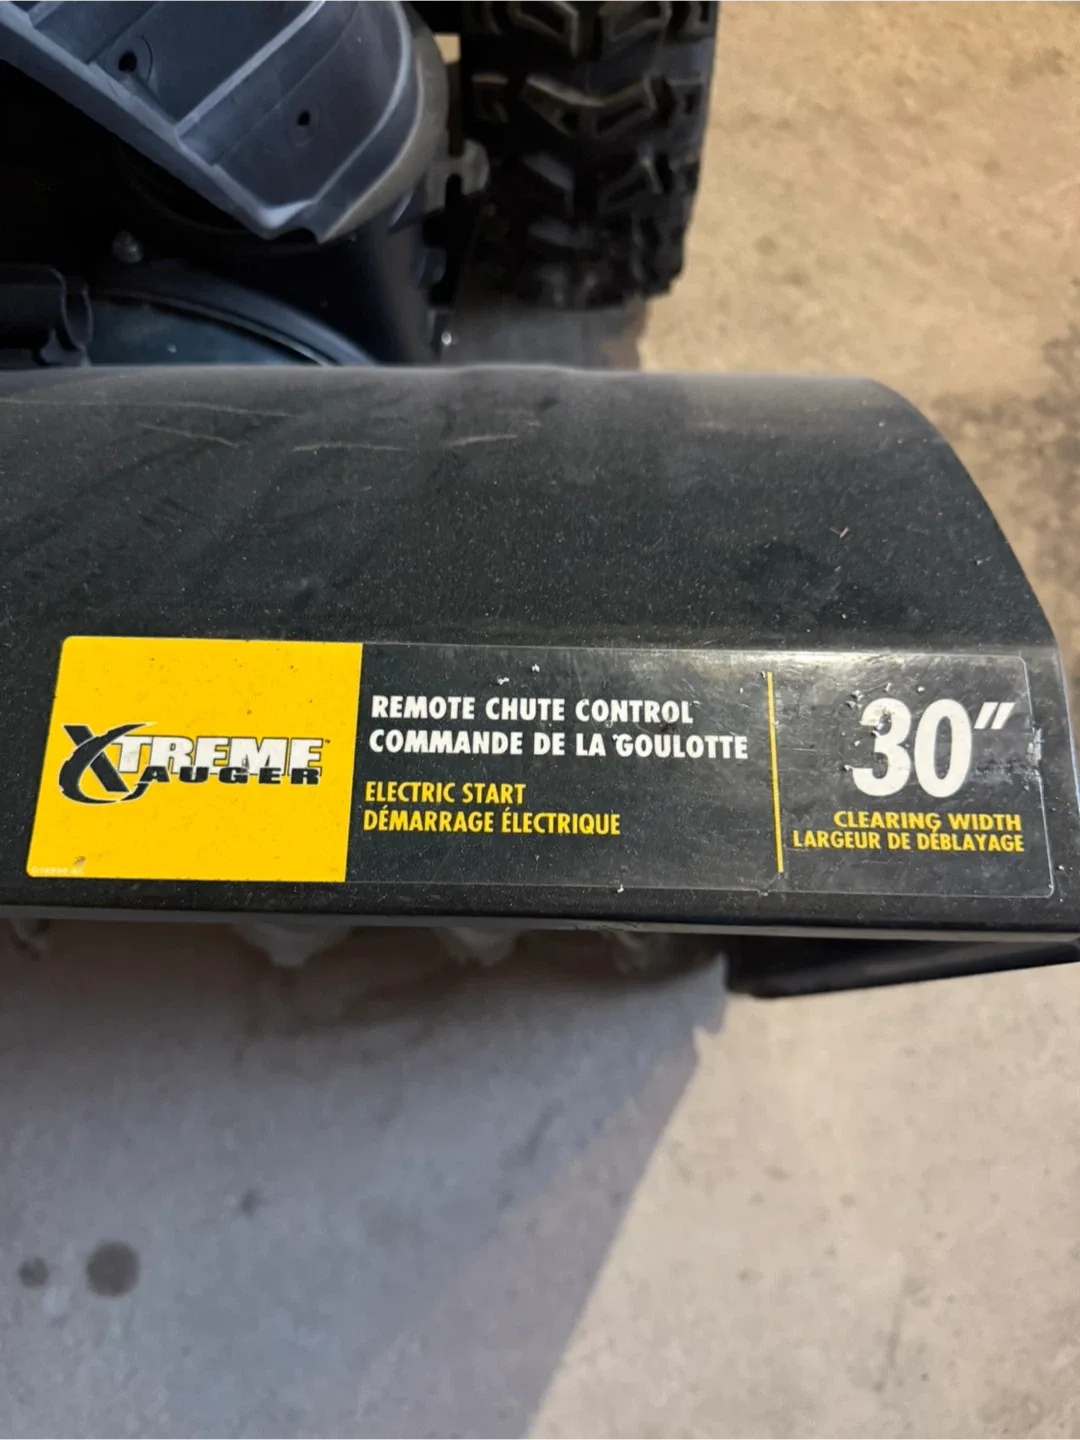 XTREME
AUGER
REMOTE CHUTE CONTROL
COMMANDE DE LA GOULOTTE
ELECTRIC START
DÉMARRAGE ÉLECTRIQUE
30"
CLEARING WIDTH
LARGEUR DE DÉBLAYAGE